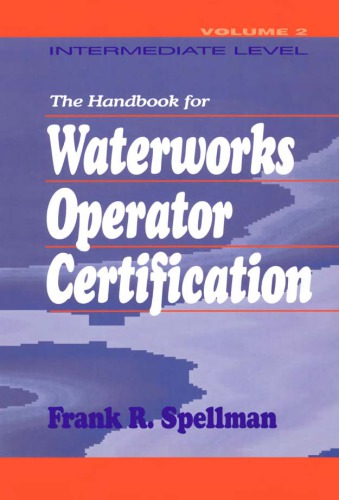 VOLUME 2
INTERMEDIATE LEVEL
The Handbook for
Waterworks
Operator
Certification
Frank R. Spellman